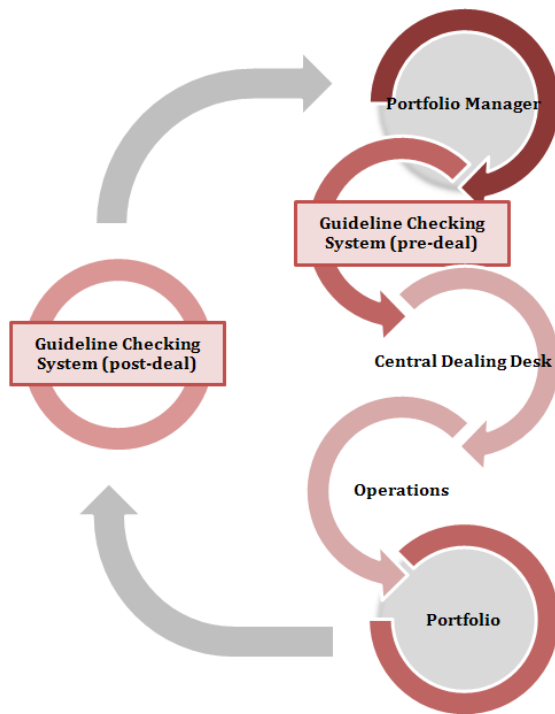 Portfolio Manager
Guideline Checking
System (pre-deal)
Guideline Checking
System (post-deal)
Central Dealing Desk
Operations
Portfolio